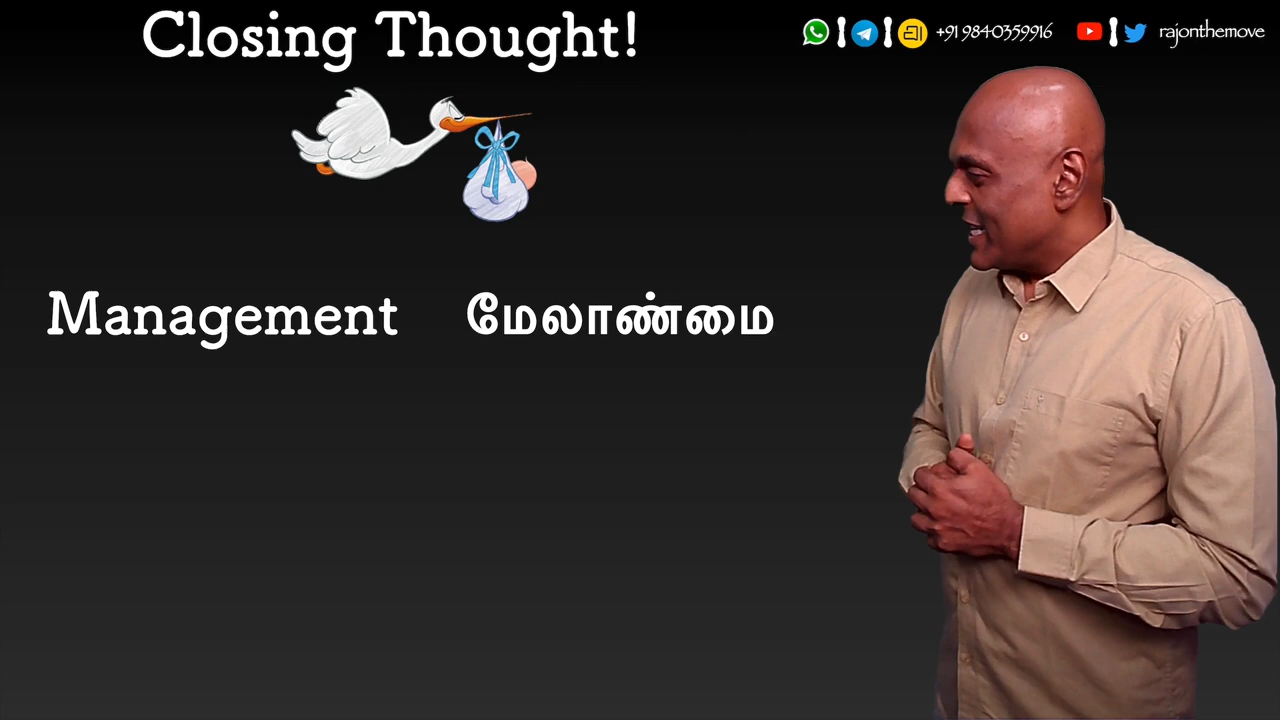 Closing Thought!
+91 9840359916 rajonthemove
Management மேலாண்மை